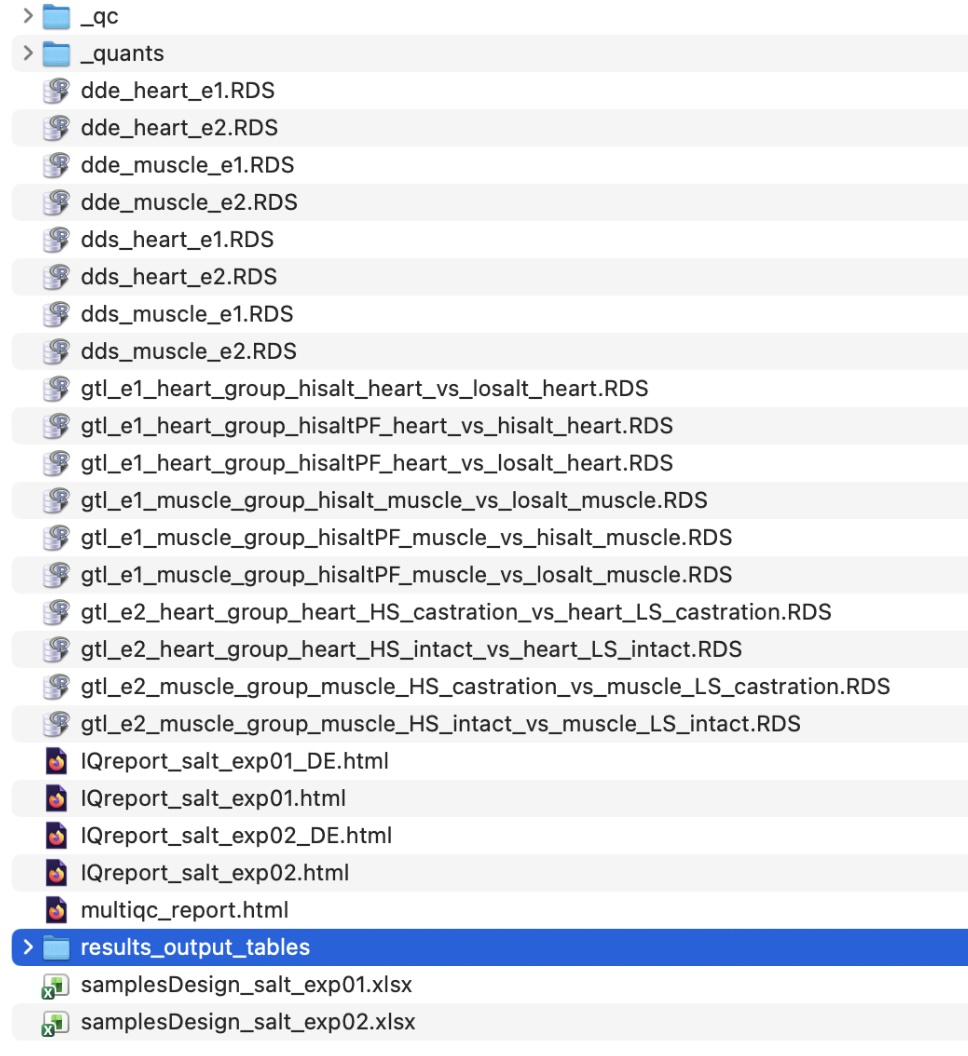 _qc
_quants
dde_heart_e1.RDS
dde_heart_e2.RDS
dde_muscle_e1.RDS
dde_muscle_e2.RDS
dds_heart_e1.RDS
dds_heart_e2.RDS
dds_muscle_e1.RDS
dds_muscle_e2.RDS
gtl_e1_heart_group_hisalt_heart_vs_losalt_heart.RDS
gtl_e1_heart_group_hisaltPF_heart_vs_hisalt_heart.RDS
gtl_e1_heart_group_hisaltPF_heart_vs_losalt_heart.RDS
gtl_e1_muscle_group_hisalt_muscle_vs_losalt_muscle.RDS
gtl_e1_muscle_group_hisaltPF_muscle_vs_hisalt_muscle.RDS
gtl_e1_muscle_group_hisaltPF_muscle_vs_losalt_muscle.RDS
gtl_e2_heart_group_heart_HS_castration_vs_heart_LS_castration.RDS
gtl_e2_heart_group_heart_HS_intact_vs_heart_LS_intact.RDS
gtl_e2_muscle_group_muscle_HS_castration_vs_muscle_LS_castration.RDS
gtl_e2_muscle_group_muscle_HS_intact_vs_muscle_LS_intact.RDS
IQreport_salt_exp01_DE.html
IQreport_salt_exp01.html
IQreport_salt_exp02_DE.html
IQreport_salt_exp02.html
multiqc_report.html
results_output_tables
samplesDesign_salt_exp01.xlsx
samplesDesign_salt_exp02.xlsx